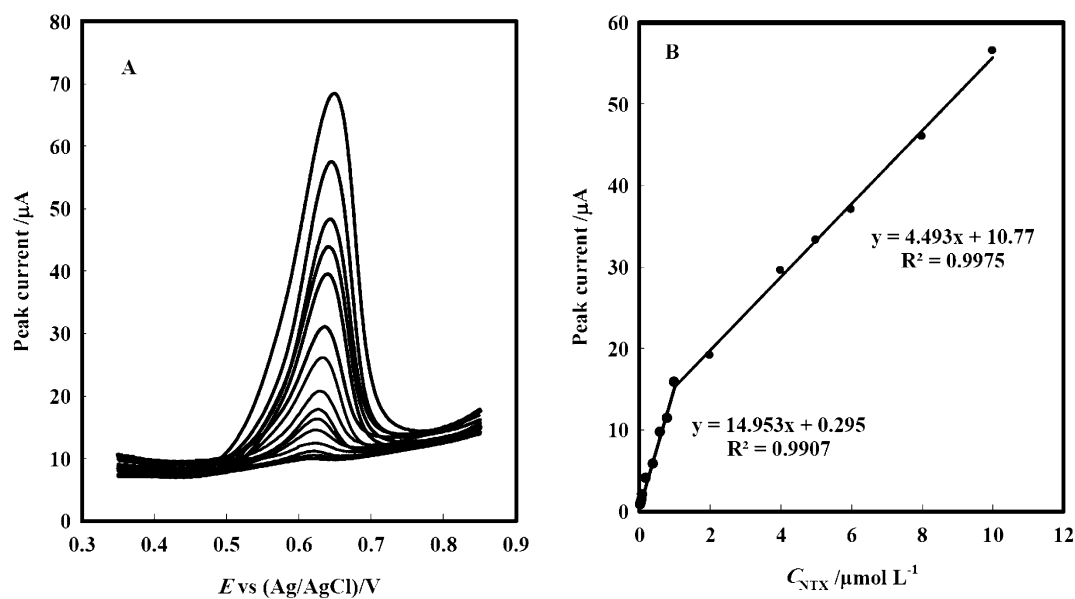 A
80
70
60
50
40
30
20
10
0
Peak current /µA
0.3 0.4 0.5 0.6 0.7 0.8 0.9
E vs (Ag/AgCl)/V
B
60
50
40
30
20
10
0
Peak current /µA
y = 4.493x + 10.77
R² = 0.9975
y = 14.953x + 0.295
R² = 0.9907
0 2 4 6 8 10 12
C_NTX /µmol L⁻¹